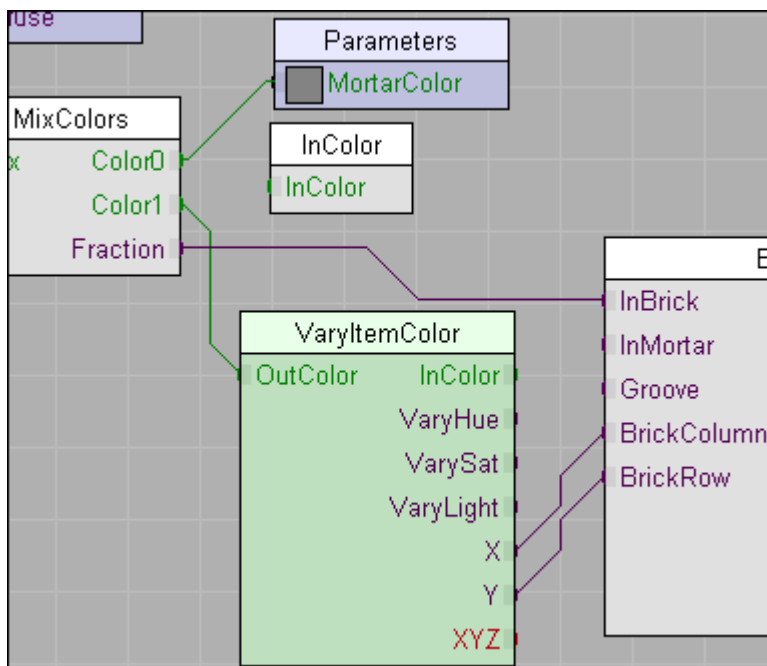 use
Parameters
MortarColor
MixColors
x Color0
Color1
Fraction
InColor
InColor
VaryItemColor
OutColor InColor
VaryHue
VarySat
VaryLight
X
Y
XYZ
InBrick
InMortar
Groove
BrickColumn
BrickRow